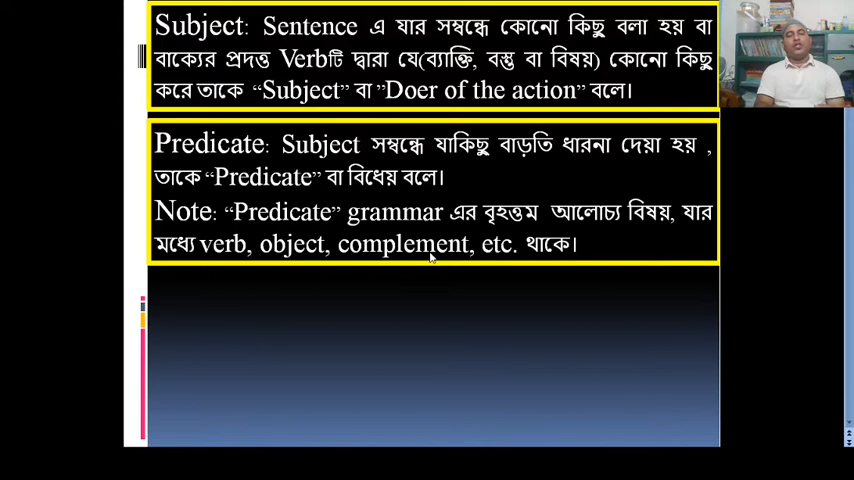 Subject: Sentence এ যার সম্বন্ধে কোনো কিছু বলা হয় বা
বাক্যের প্রদত্ত Verbটি দ্বারা যে(ব্যাক্তি, বস্তু বা বিষয়) কোনো কিছু
করে তাকে “Subject” বা ”Doer of the action” বলে।
Predicate: Subject সম্বন্ধে যাকিছু বাড়তি ধারনা দেয়া হয় ,
তাকে “Predicate” বা বিধেয় বলে।
Note: “Predicate” grammar এর বৃহত্তম আলোচ্য বিষয়, যার
মধ্যে verb, object, complement, etc. থাকে।